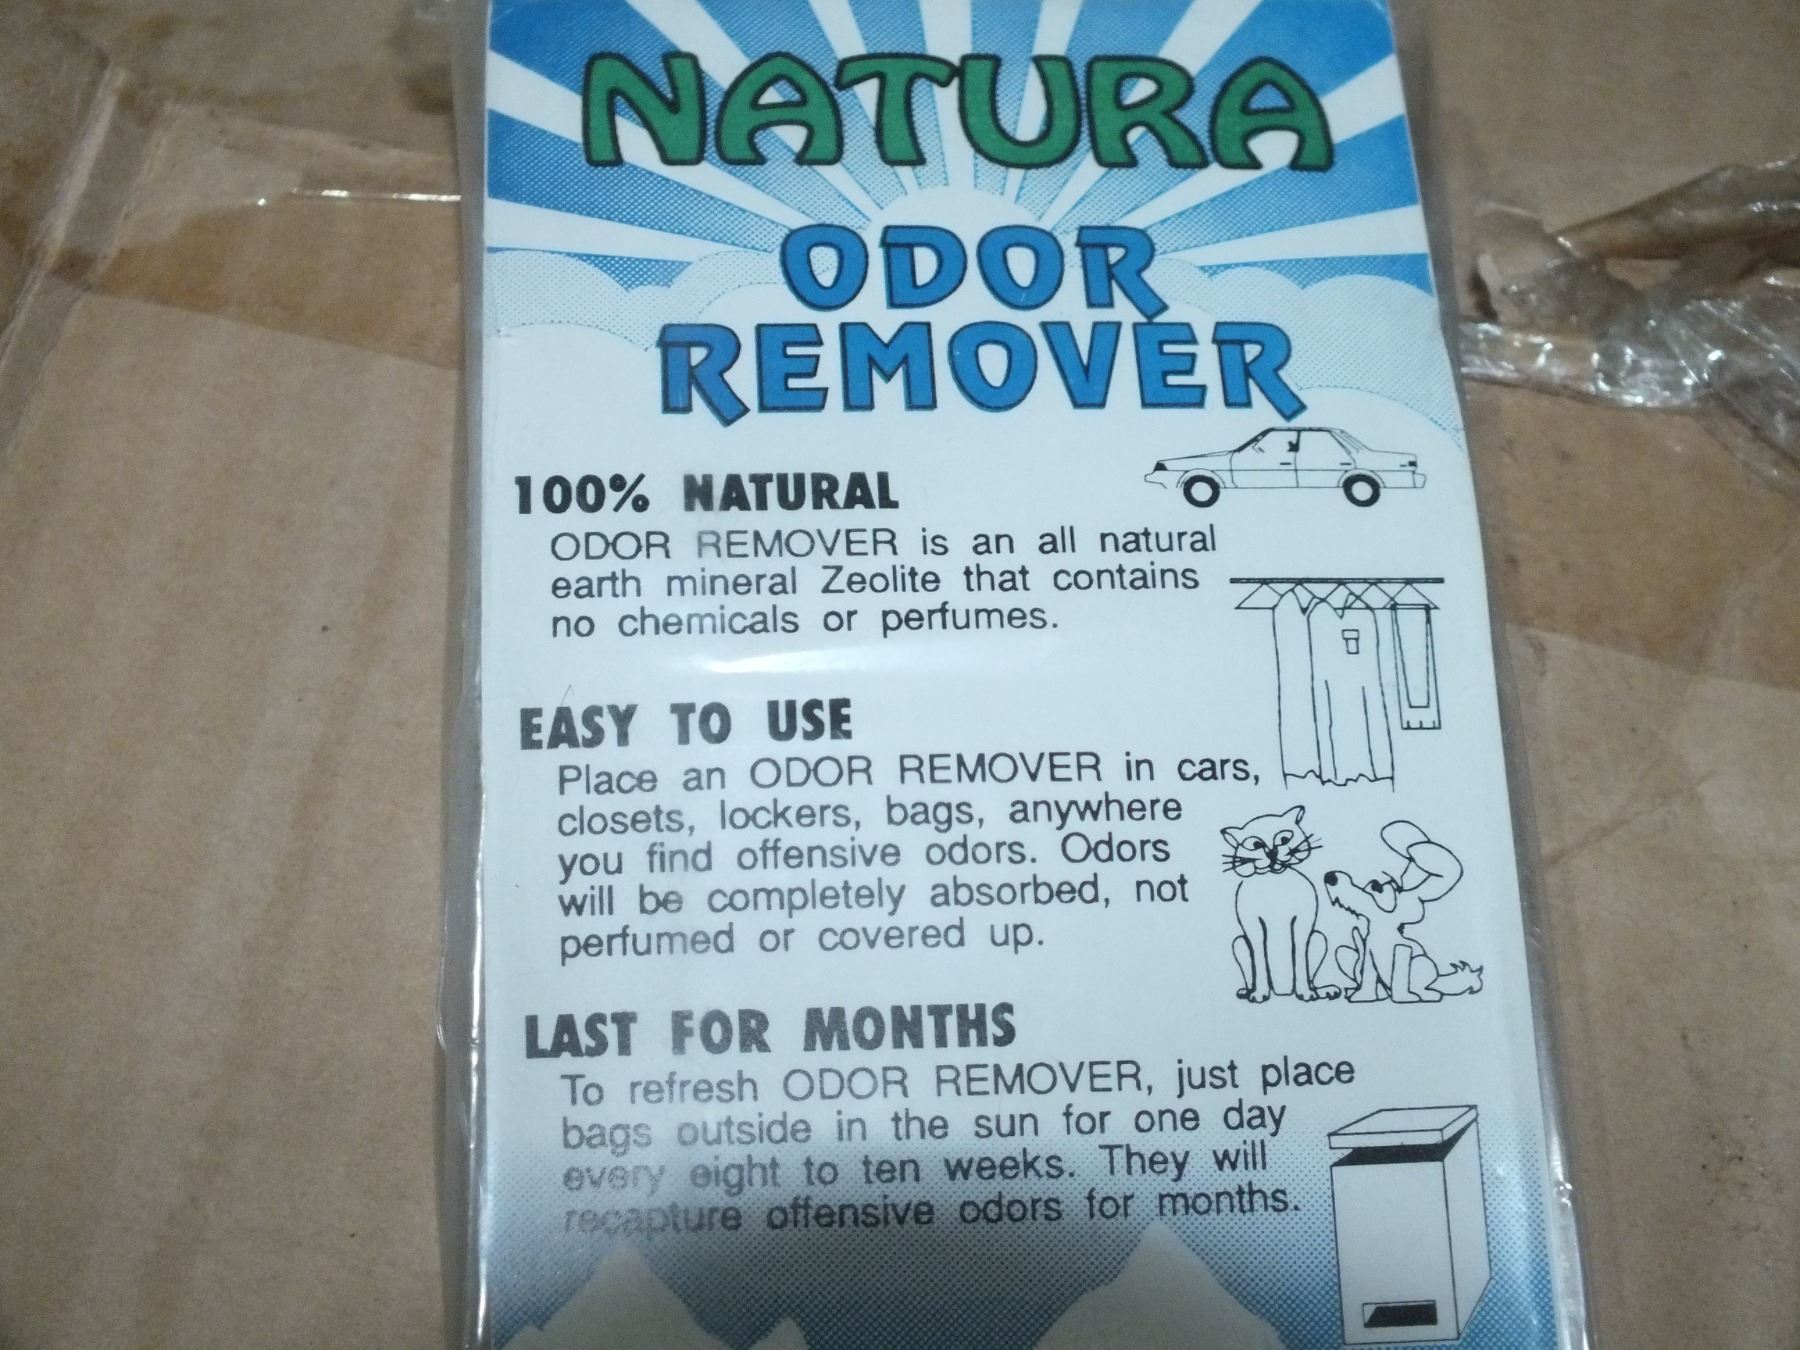 NATURA
ODOR
REMOVER
100% NATURAL
ODOR REMOVER is an all natural
earth mineral Zeolite that contains
no chemicals or perfumes.
EASY TO USE
Place an ODOR REMOVER in cars,
closets, lockers, bags, anywhere
you find offensive odors. Odors
will be completely absorbed, not
perfumed or covered up.
LAST FOR MONTHS
To refresh ODOR REMOVER, just place
bags outside in the sun for one day
every eight to ten weeks. They will
recapture offensive odors for months.